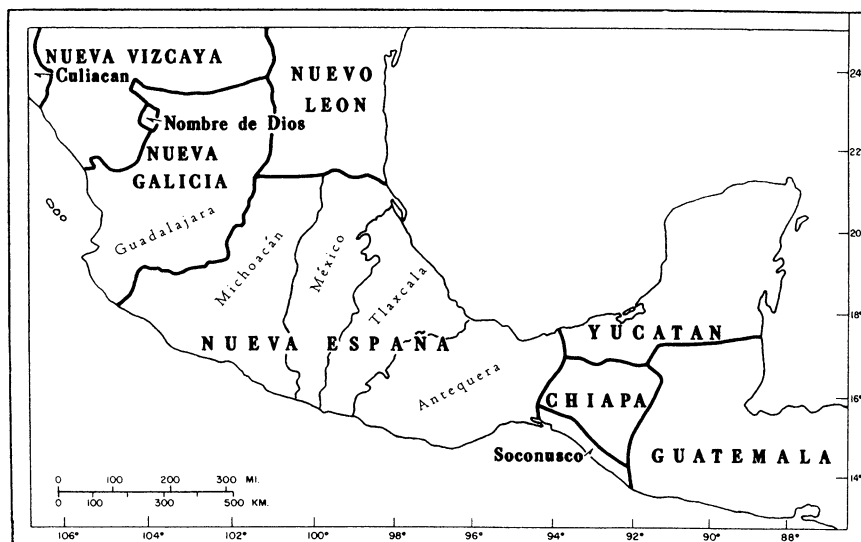 NUEVA VIZCAYA
Culiacan
NUEVO
LEON
Nombre de Dios
NUEVA
GALICIA
Guadalajara
Michoacán
México
Tlaxcala
NUEVA ESPAÑA
Antequera
YUCATAN
CHIAPA
Soconusco
GUATEMALA
24°
22°
20°
18°
16°
14°
0 100 200 300 MI.
0 100 300 500 KM.
106° 104° 102° 100° 98° 96° 94° 92° 90° 88°